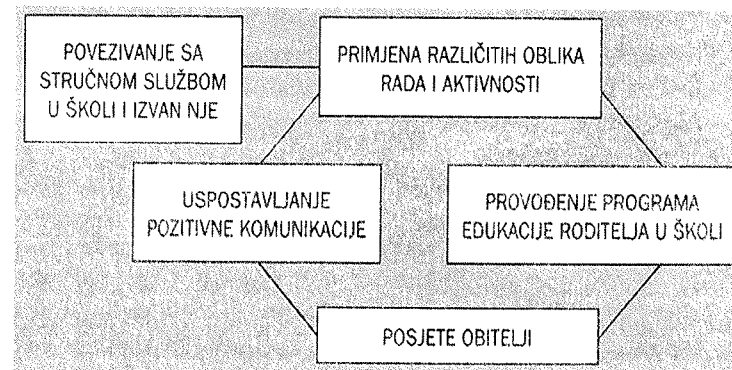 POVEZIVANJE SA
STRUČNOM SLUŽBOM
U ŠKOLI I IZVAN NJE
PRIMJENA RAZLIČITIH OBLIKA
RADA I AKTIVNOSTI
USPOSTAVLJANJE
POZITIVNE KOMUNIKACIJE
PROVOĐENJE PROGRAMA
EDUKACIJE RODITELJA U ŠKOLI
POSJETE OBITELJI